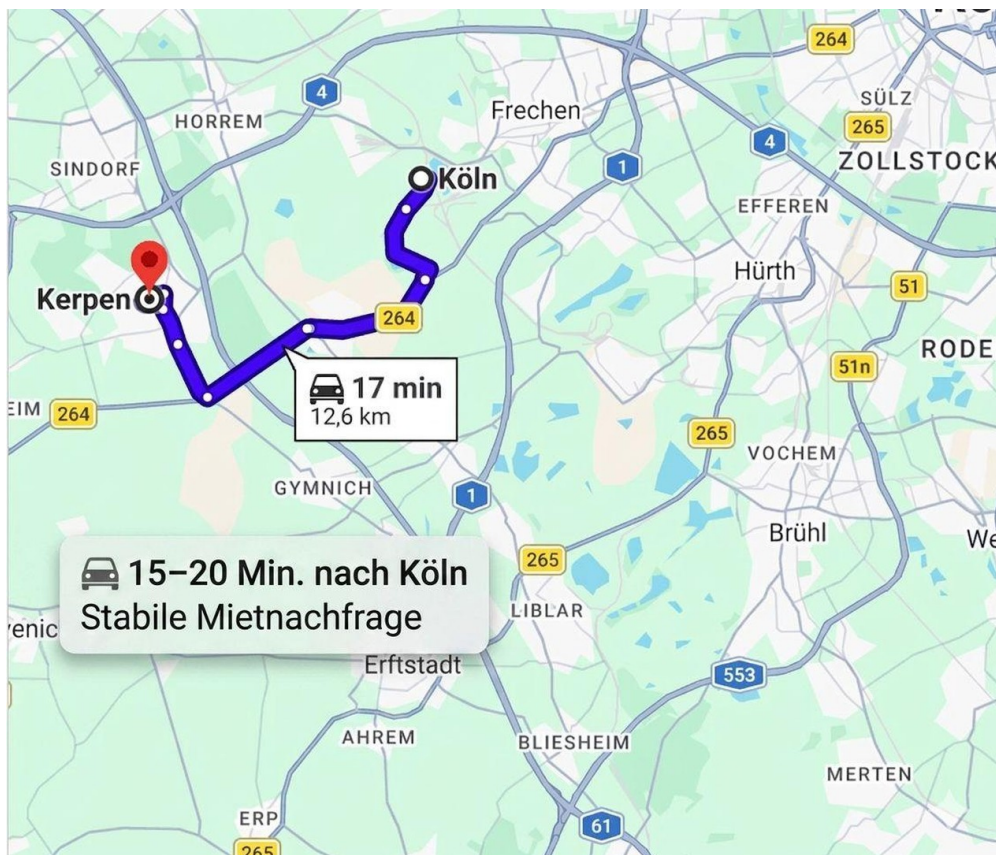 264
4
Frechen
SÜLZ
HORREM
265
SINDORF
4
1
ZOLLSTOCK
Köln
EFFEREN
Hürth
51
Kerpen
264
RODE
51n
17 min
12,6 km
EIM
264
265
VOCHEM
GYMNICH
1
Brühl
We
265
15–20 Min. nach Köln
Stabile Mietnachfrage
LIBLAR
venic
Erftstadt
553
AHREM
BLIESHEIM
MERTEN
ERP
61
265